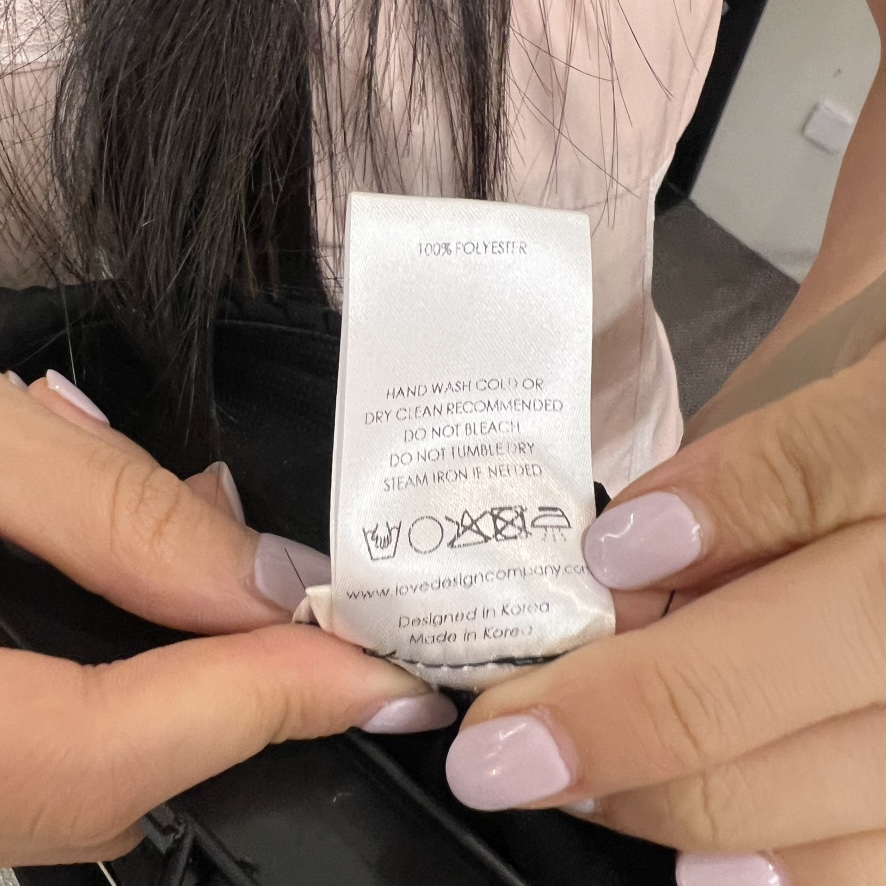 100% POLYESTER
HAND WASH COLD OR
DRY CLEAN RECOMMENDED
DO NOT BLEACH
DO NOT TUMBLE DRY
STEAM IRON IF NEEDED
www.lovedesigncompany.co
Designed in Korea
Made in Korea